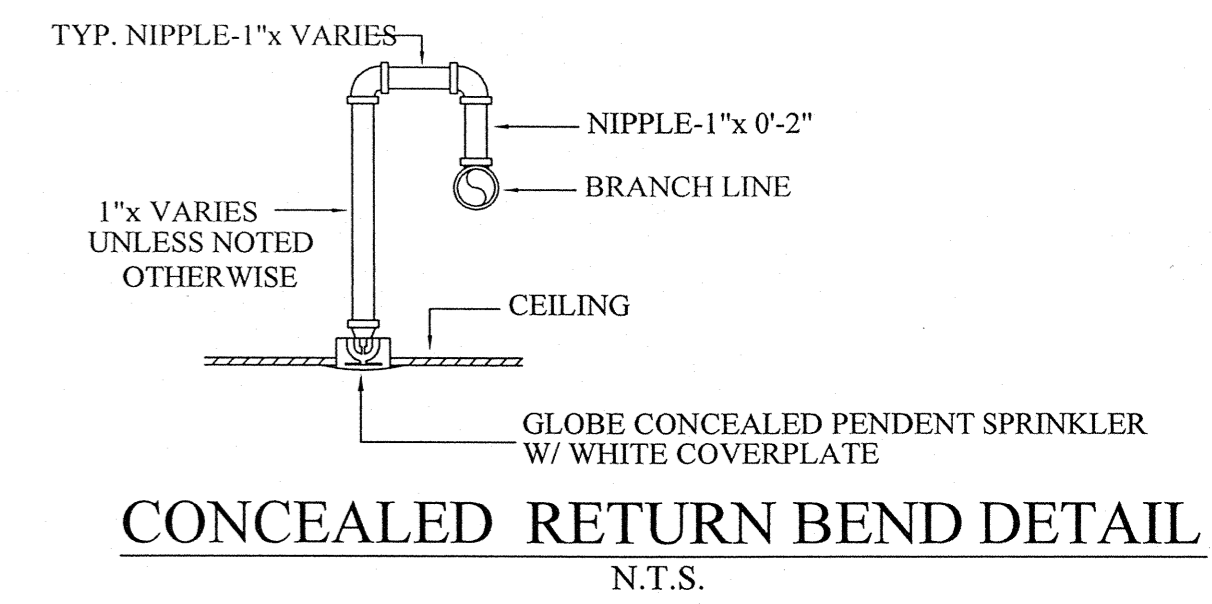 TYP. NIPPLE-1"x VARIES
NIPPLE-1"x 0'-2"
BRANCH LINE
1"x VARIES
UNLESS NOTED
OTHERWISE
CEILING
GLOBE CONCEALED PENDENT SPRINKLER
W/ WHITE COVERPLATE
CONCEALED RETURN BEND DETAIL
N.T.S.